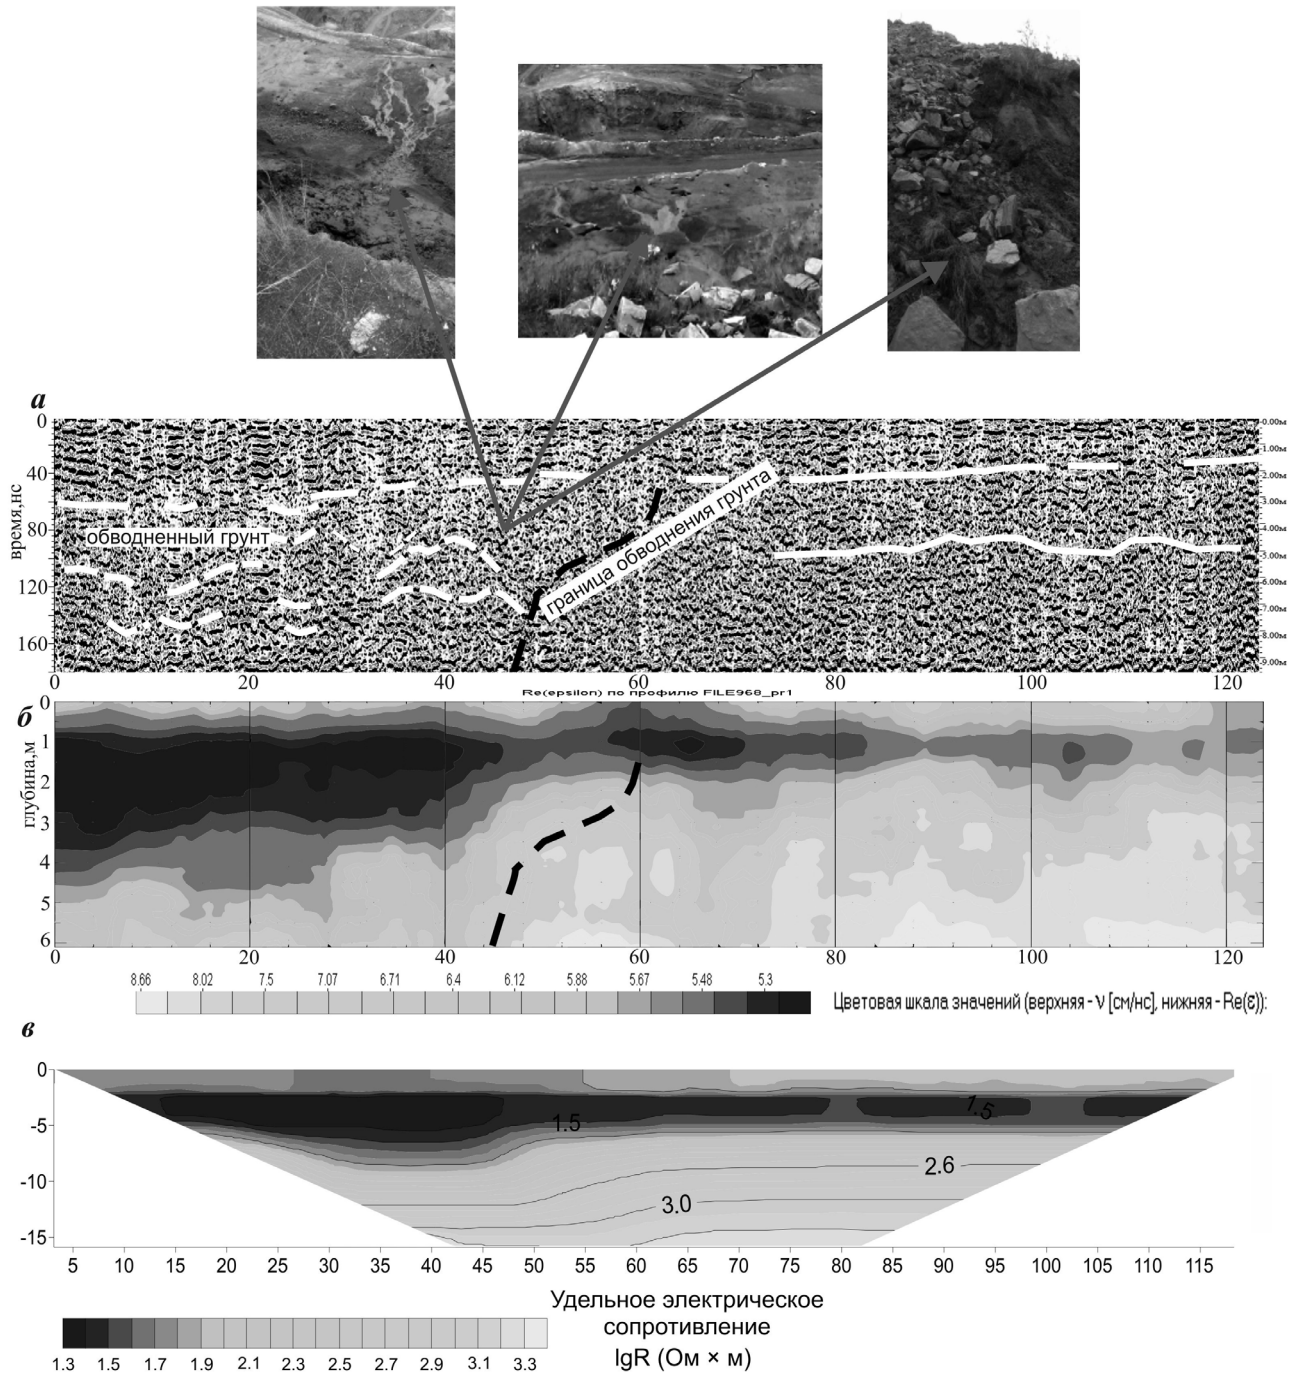 а
0
40
80
120
160
время,нс
обводненный грунт
граница обводнения грунта
0.00м
1.00м
2.00м
3.00м
4.00м
5.00м
6.00м
7.00м
8.00м
9.00м
0 20 40 60 80 100 120
Re(epsilon) по профилю FILE968_pr1
б
0
1
2
3
4
5
6
глубина,м
0 20 40 60 80 100 120
8.66 8.02 7.5 7.07 6.71 6.4 6.12 5.88 5.67 5.48 5.3
Цветовая шкала значений (верхняя - V [см/нс], нижняя - Re(ε)):
в
0
-5
-10
-15
1.5
1.5
2.6
3.0
5 10 15 20 25 30 35 40 45 50 55 60 65 70 75 80 85 90 95 100 105 110 115
Удельное электрическое
сопротивление
lgR (Ом × м)
1.3 1.5 1.7 1.9 2.1 2.3 2.5 2.7 2.9 3.1 3.3